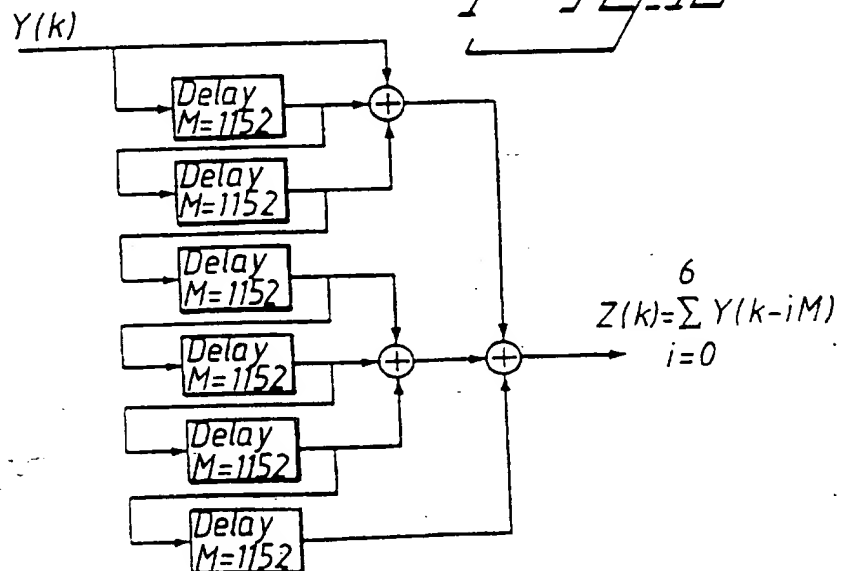 Y(k)
Delay
M=1152
Delay
M=1152
Delay
M=1152
Delay
M=1152
Delay
M=1152
Delay
M=1152
6
Z(k)=Σ Y(k-iM)
i=0